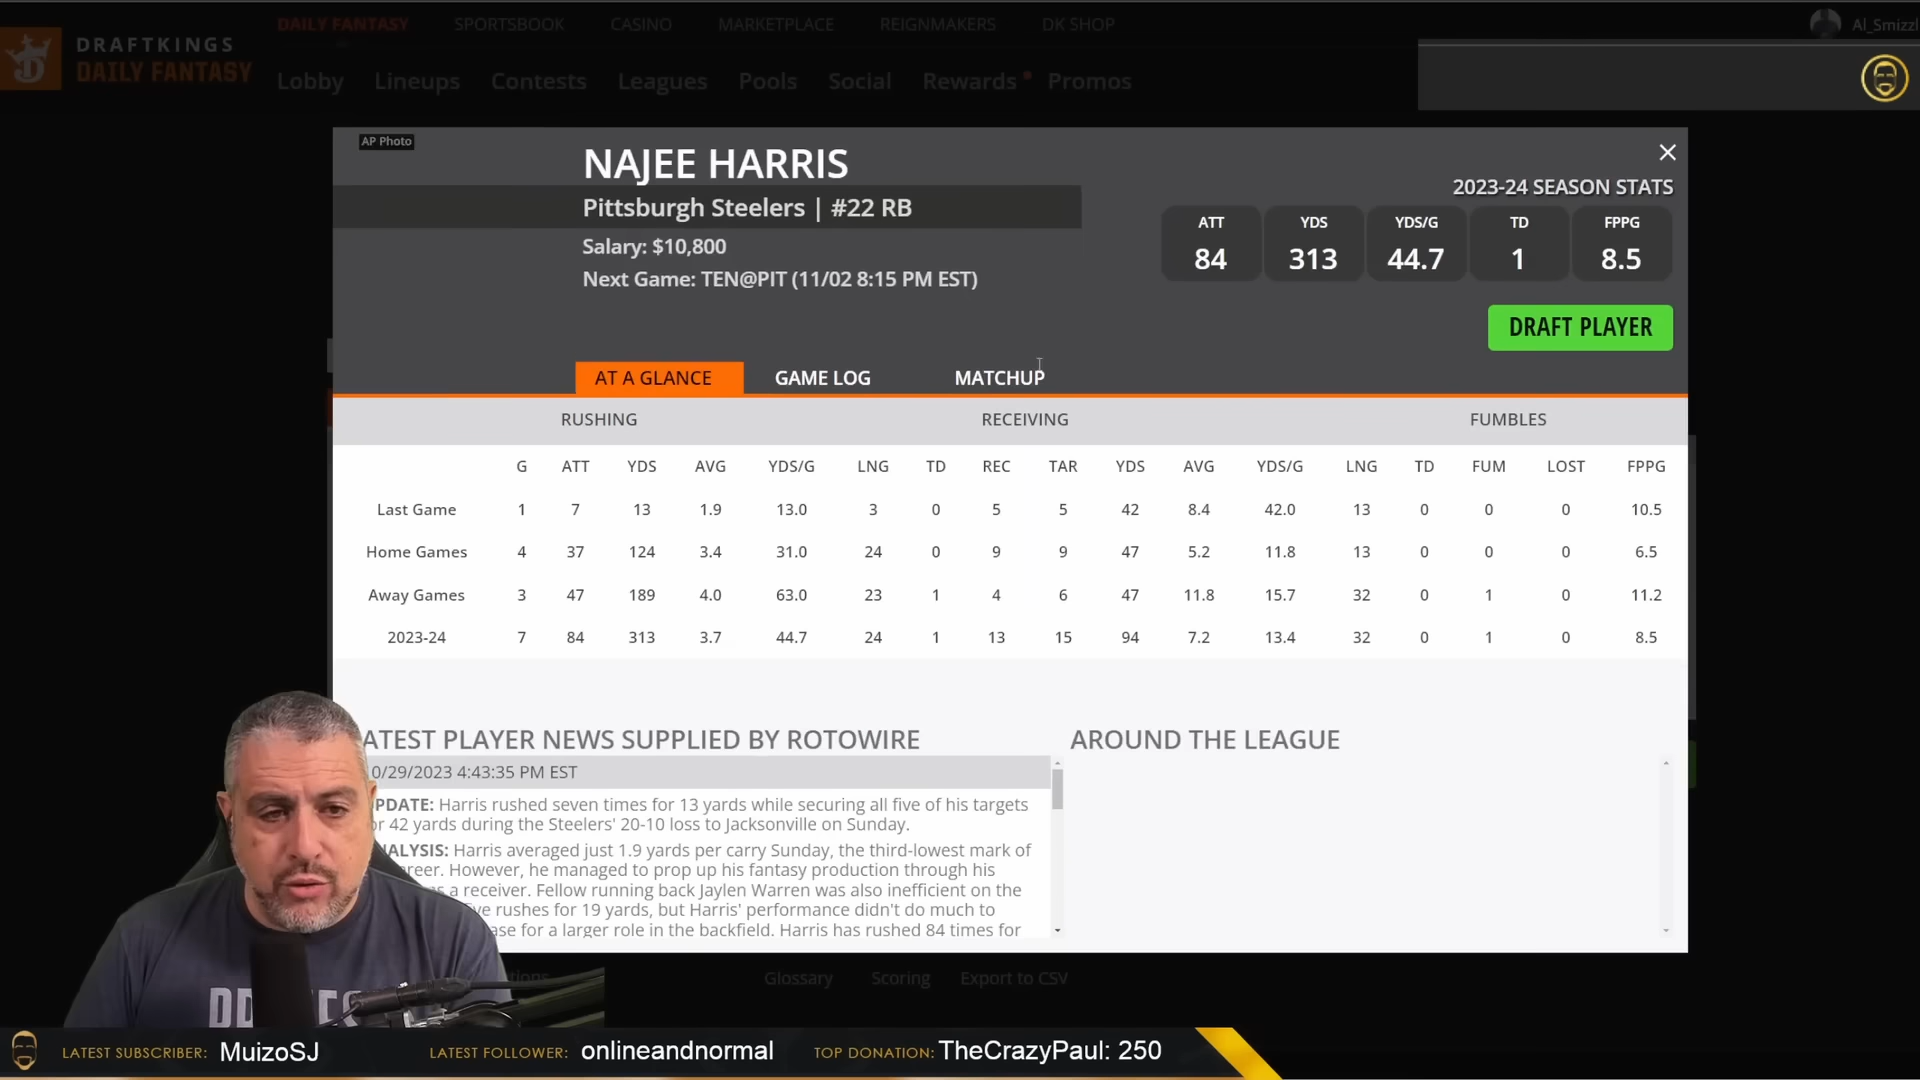 DAILY FANTASY SPORTSBOOK CASINO MARKETPLACE REIGNMAKERS DK SHOP
Al_Smizzl
DRAFTKINGS
DAILY FANTASY
Lobby Lineups Contests Leagues Pools Social Rewards Promos
AP Photo
NAJEE HARRIS
Pittsburgh Steelers | #22 RB
Salary: $10,800
Next Game: TEN@PIT (11/02 8:15 PM EST)
2023-24 SEASON STATS
ATT YDS YDS/G TD FPPG
84 313 44.7 1 8.5
DRAFT PLAYER
AT A GLANCE GAME LOG MATCHUP
RUSHING RECEIVING FUMBLES
G ATT YDS AVG YDS/G LNG TD REC TAR YDS AVG YDS/G LNG TD FUM LOST FPPG
Last Game 1 7 13 1.9 13.0 3 0 5 5 42 8.4 42.0 13 0 0 0 10.5
Home Games 4 37 124 3.4 31.0 24 0 9 9 47 5.2 11.8 13 0 0 0 6.5
Away Games 3 47 189 4.0 63.0 23 1 4 6 47 11.8 15.7 32 0 1 0 11.2
2023-24 7 84 313 3.7 44.7 24 1 13 15 94 7.2 13.4 32 0 1 0 8.5
ATEST PLAYER NEWS SUPPLIED BY ROTOWIRE
0/29/2023 4:43:35 PM EST
PDATE: Harris rushed seven times for 13 yards while securing all five of his targets
or 42 yards during the Steelers' 20-10 loss to Jacksonville on Sunday.
NALYSIS: Harris averaged just 1.9 yards per carry Sunday, the third-lowest mark of
reer. However, he managed to prop up his fantasy production through his
as a receiver. Fellow running back Jaylen Warren was also inefficient on the
ive rushes for 19 yards, but Harris' performance didn't do much to
ase for a larger role in the backfield. Harris has rushed 84 times for
AROUND THE LEAGUE
Glossary Scoring Export to CSV
LATEST SUBSCRIBER: MuizoSJ
LATEST FOLLOWER: onlineandnormal
TOP DONATION: TheCrazyPaul: 250